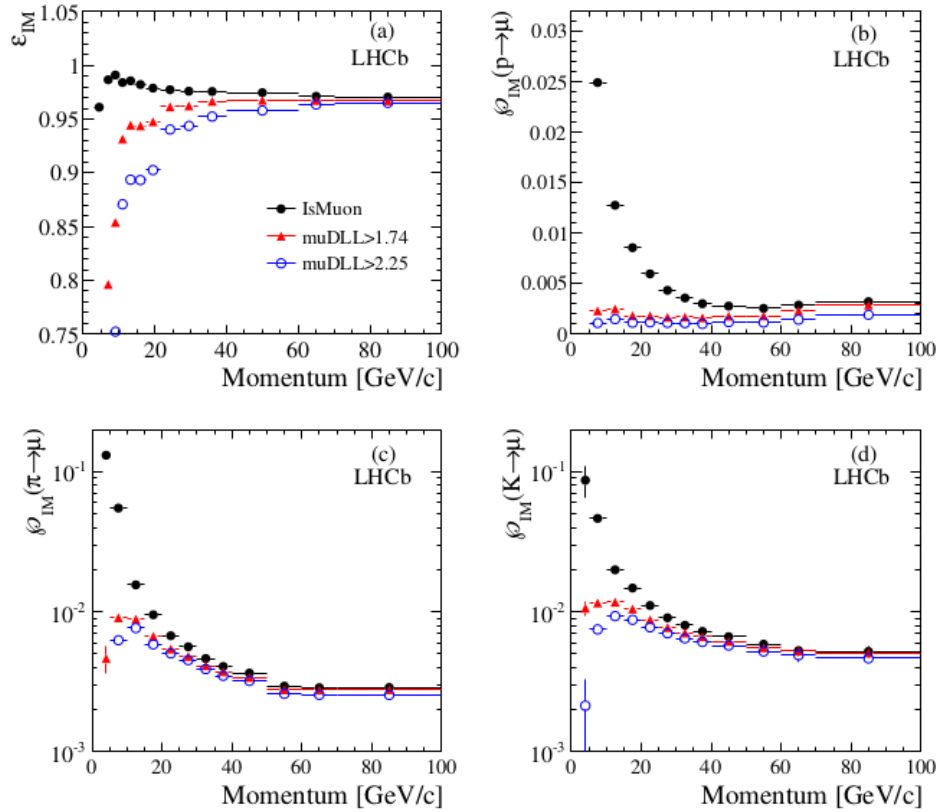 ε_IM
(a)
LHCb
1
0.95
0.9
0.85
0.8
0.75
IsMuon
muDLL>1.74
muDLL>2.25
0 20 40 60 80 100
Momentum [GeV/c]
℘_IM(p→μ)
(b)
LHCb
0.03
0.025
0.02
0.015
0.01
0.005
0
0 20 40 60 80 100
Momentum [GeV/c]
℘_IM(π→μ)
(c)
LHCb
10⁻¹
10⁻²
10⁻³
0 20 40 60 80 100
Momentum [GeV/c]
℘_IM(K→μ)
(d)
LHCb
10⁻¹
10⁻²
10⁻³
0 20 40 60 80 100
Momentum [GeV/c]